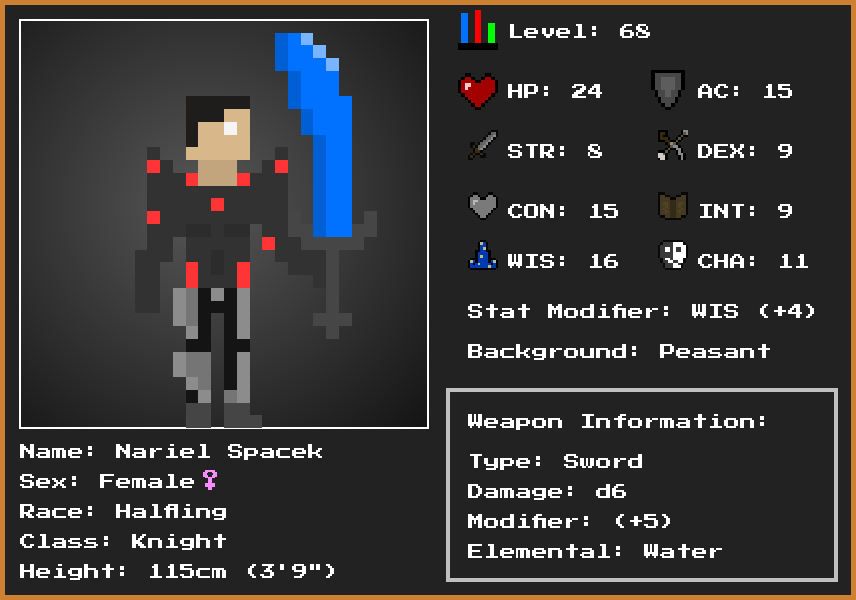 Level: 68
HP: 24
AC: 15
STR: 8
DEX: 9
CON: 15
INT: 9
WIS: 16
CHA: 11
Stat Modifier: WIS (+4)
Background: Peasant
Weapon Information:
Type: Sword
Damage: d6
Modifier: (+5)
Elemental: Water
Name: Nariel Spacek
Sex: Female♀
Race: Halfling
Class: Knight
Height: 115cm (3'9")